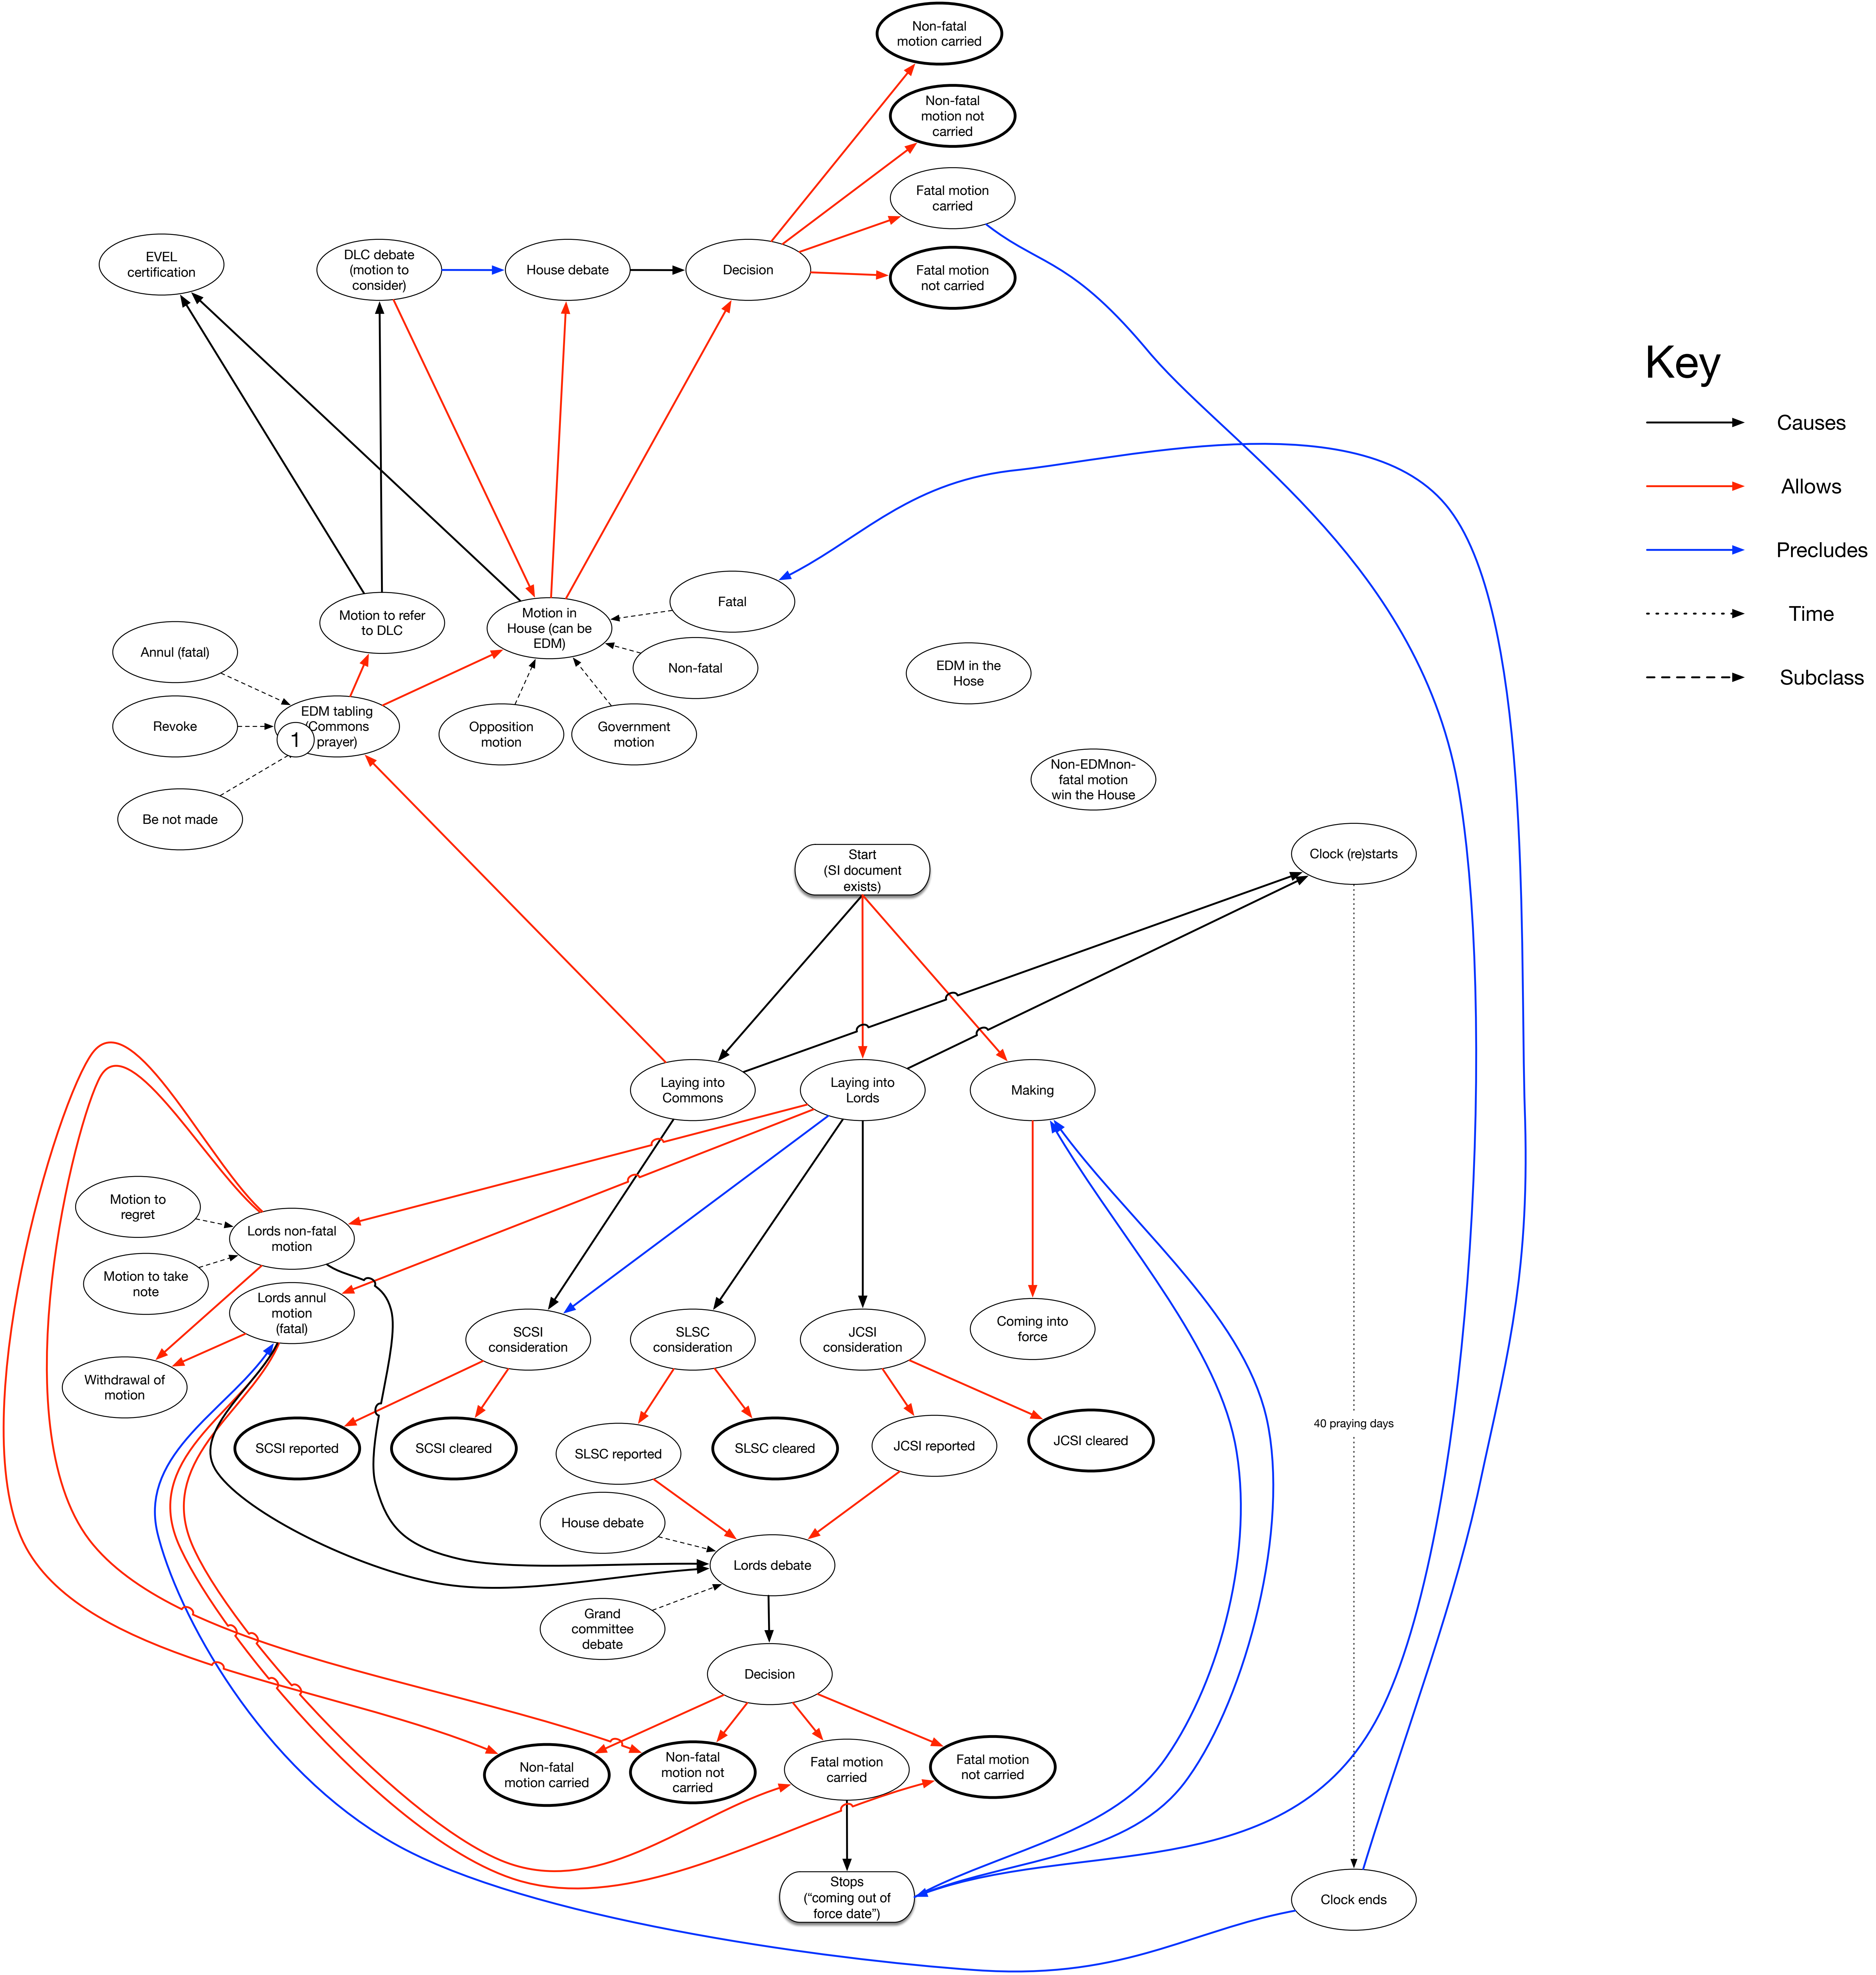 Non-fatal
motion carried
Non-fatal
motion not
carried
Fatal motion
carried
Fatal motion
not carried
EVEL
certification
DLC debate
(motion to
consider)
House debate
Decision
Key
Causes
Allows
Precludes
Time
Subclass
Motion to refer
to DLC
Motion in
House (can be
EDM)
Fatal
Non-fatal
Annul (fatal)
Revoke
EDM tabling
(Commons
prayer)
1
Be not made
Opposition
motion
Government
motion
EDM in the
Hose
Non-EDMnon-
fatal motion
win the House
Start
(SI document
exists)
Clock (re)starts
Laying into
Commons
Laying into
Lords
Making
Motion to
regret
Lords non-fatal
motion
Motion to take
note
Lords annul
motion
(fatal)
Withdrawal of
motion
SCSI
consideration
SLSC
consideration
JCSI
consideration
Coming into
force
SCSI reported
SCSI cleared
SLSC reported
SLSC cleared
JCSI reported
JCSI cleared
40 praying days
House debate
Lords debate
Grand
committee
debate
Decision
Non-fatal
motion carried
Non-fatal
motion not
carried
Fatal motion
carried
Fatal motion
not carried
Stops
(“coming out of
force date”)
Clock ends